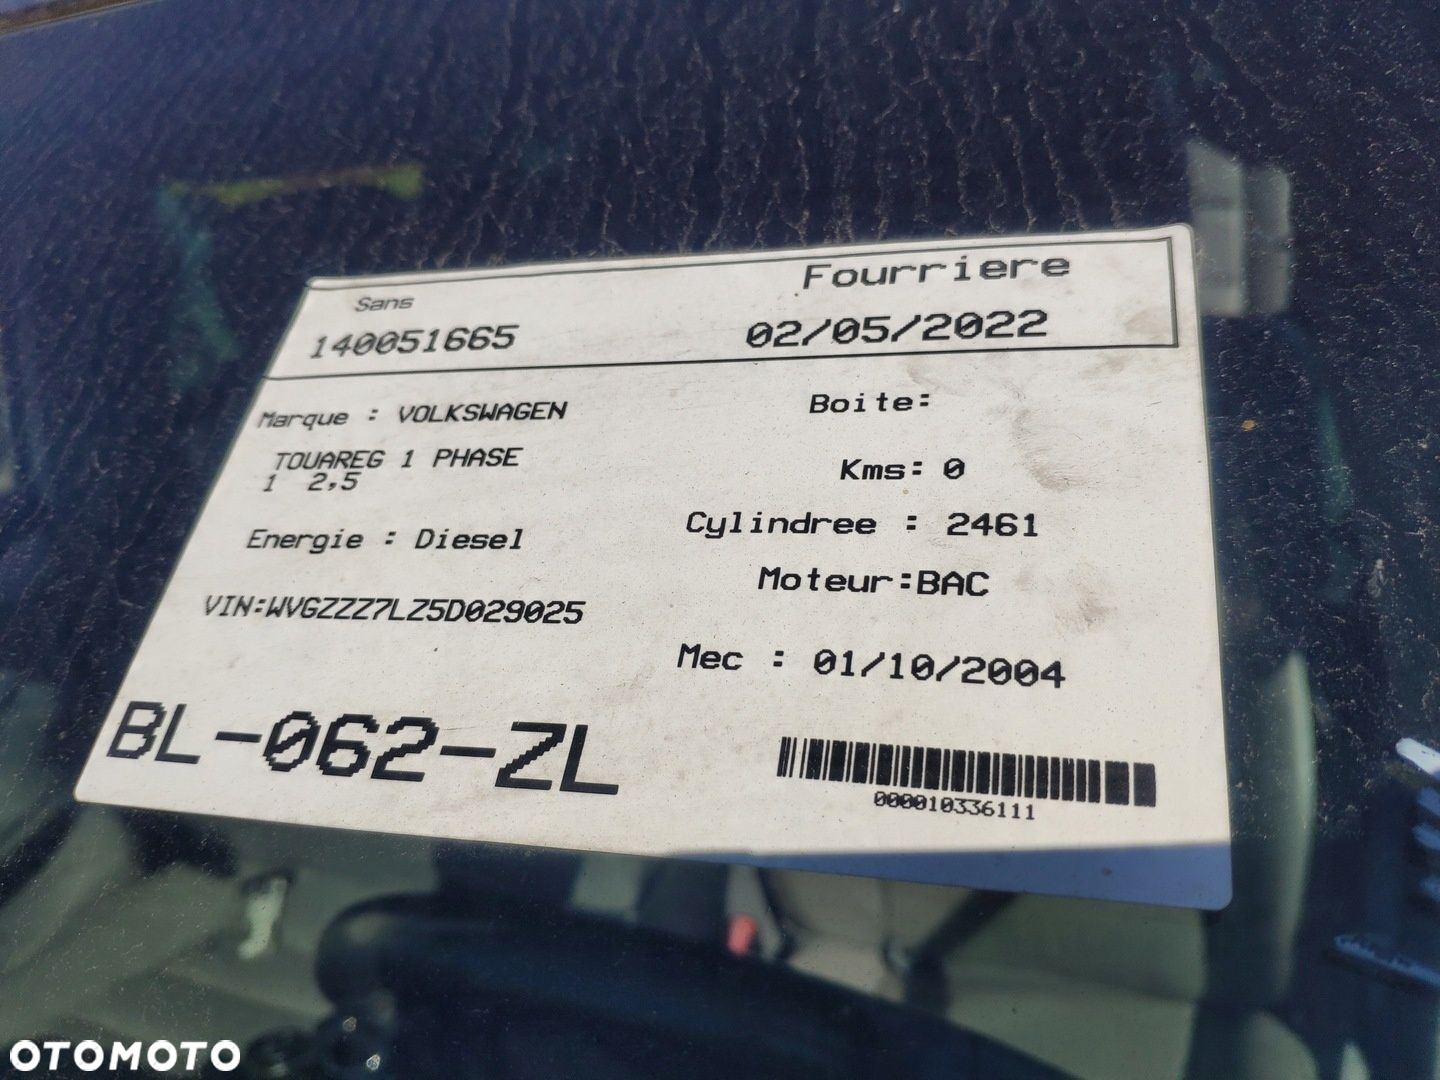 Sans
Fourriere
140051665
02/05/2022
Marque : VOLKSWAGEN
Boite:
TOUAREG 1 PHASE
1 2,5
Kms: 0
Energie : Diesel
Cylindree : 2461
Moteur:BAC
VIN:WVGZZZ7LZ5D029025
Mec : 01/10/2004
BL-062-ZL
000010336111
OTOMOTO